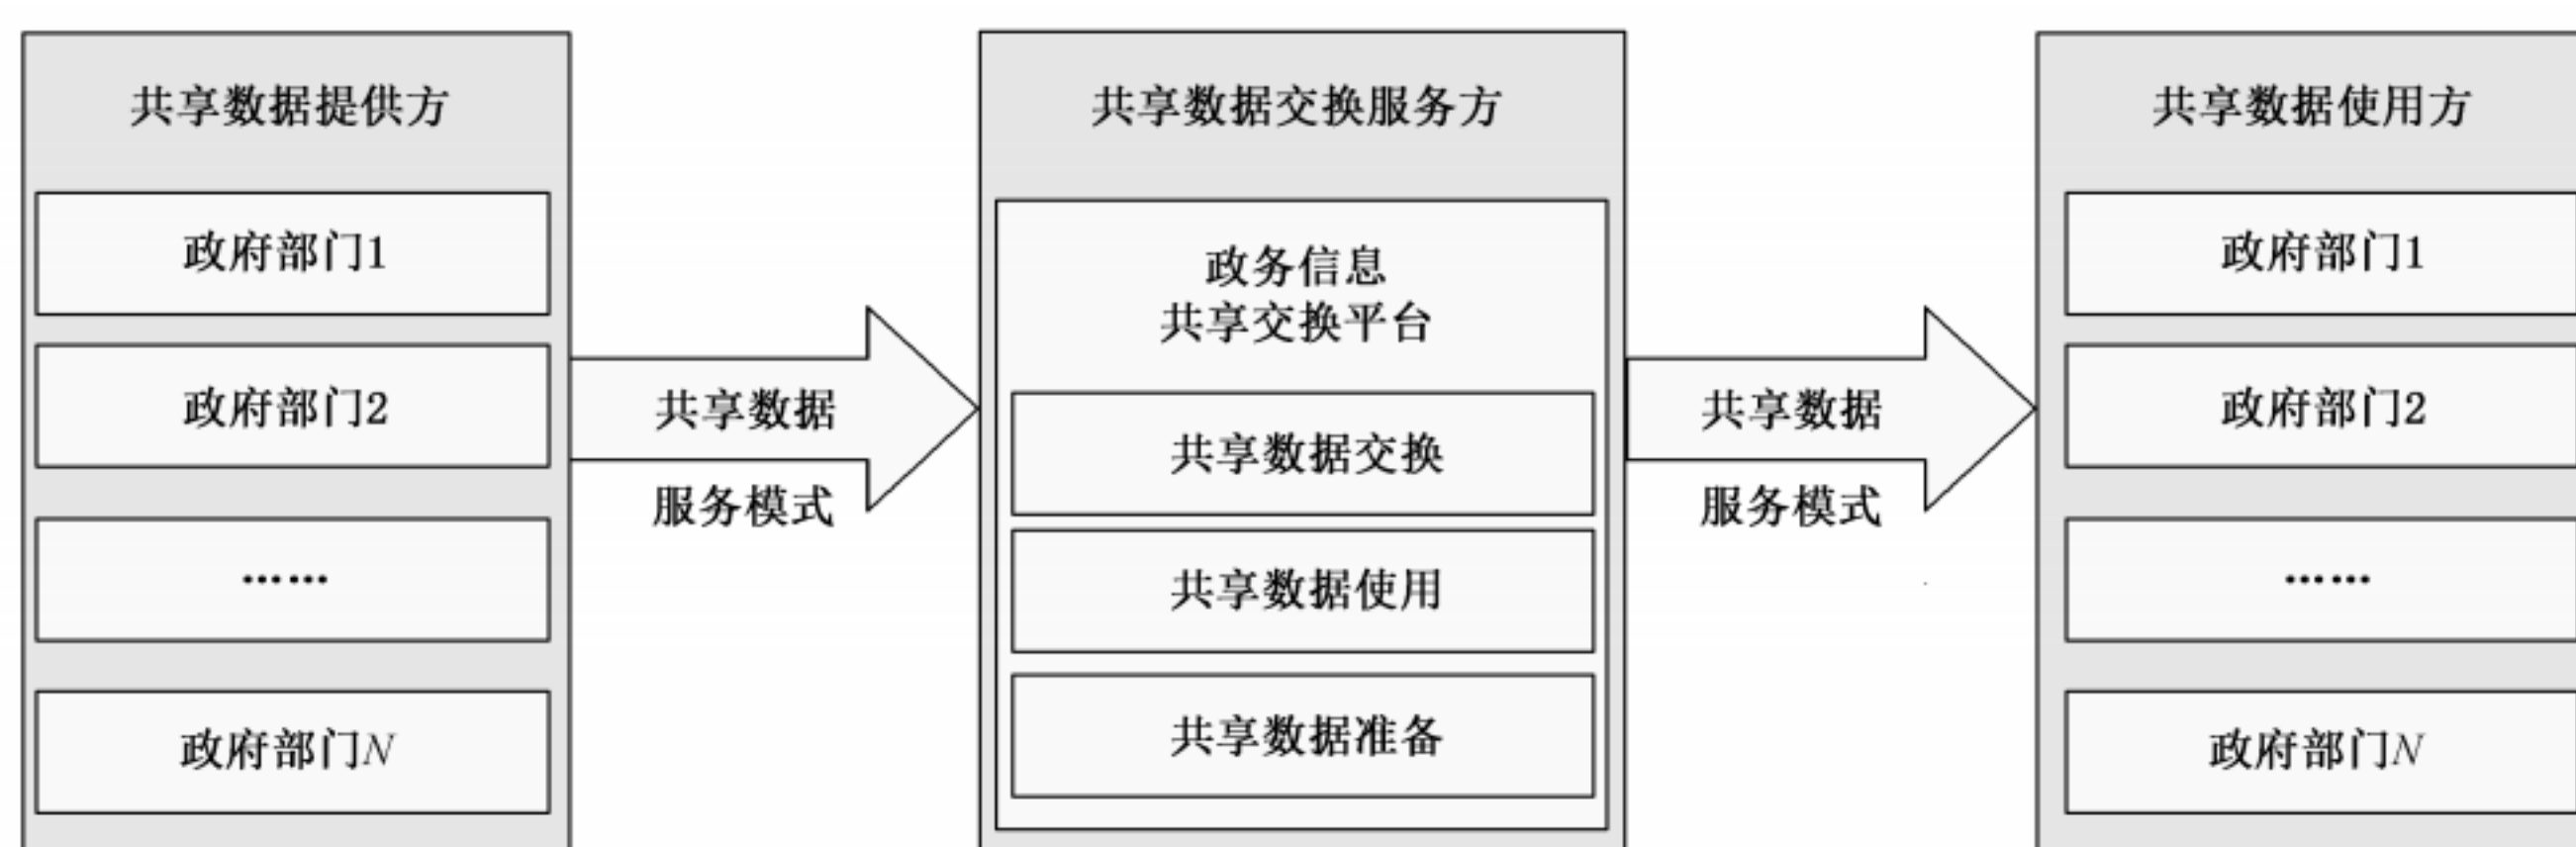 共享数据提供方
政府部门1
政府部门2
……
政府部门N
共享数据
服务模式
共享数据交换服务方
政务信息
共享交换平台
共享数据交换
共享数据使用
共享数据准备
共享数据
服务模式
共享数据使用方
政府部门1
政府部门2
……
政府部门N